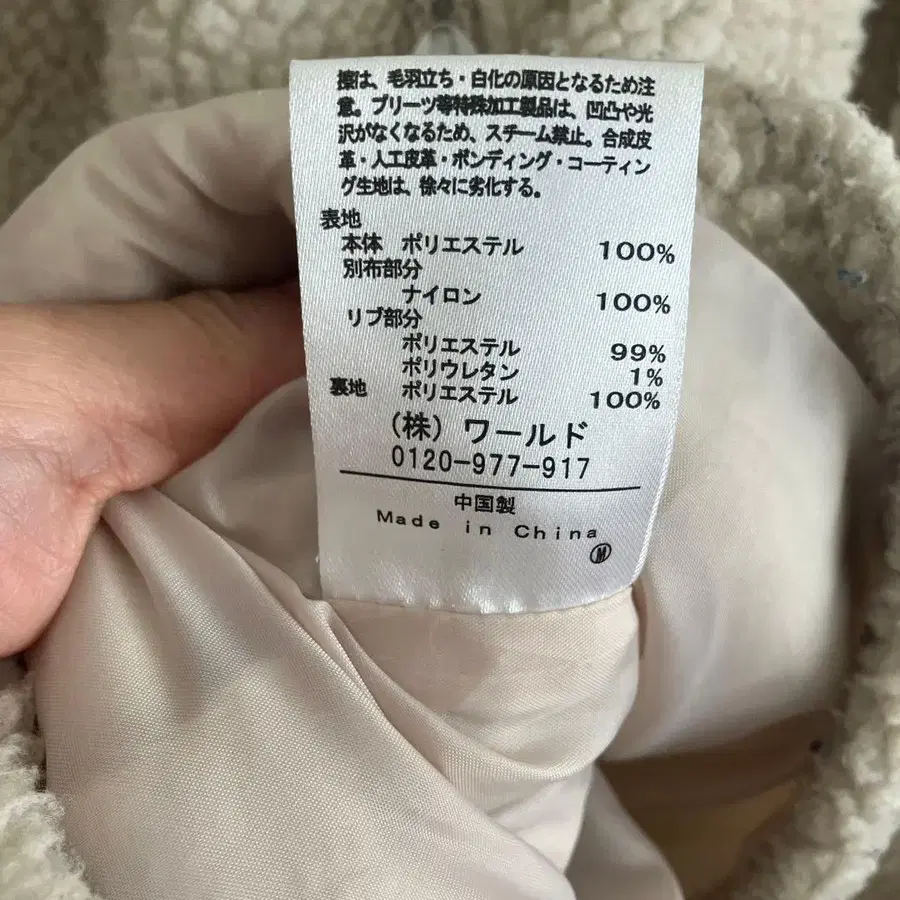 擦は、毛羽立ち・白化の原因となるため注
意。プリーツ等特殊加工製品は、凹凸や光
沢がなくなるため、スチーム禁止。合成皮
革・人工皮革・ボンディング・コーティン
グ生地は、徐々に劣化する。
表地
本体 ポリエステル 100%
別布部分
ナイロン 100%
リブ部分
ポリエステル 99%
ポリウレタン 1%
裏地 ポリエステル 100%
(株) ワールド
0120-977-917
中国製
Made in China
M